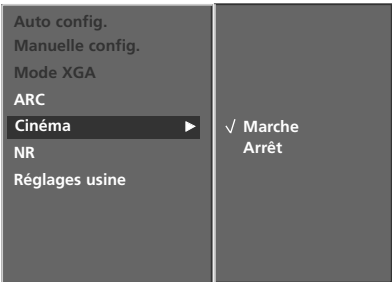 Auto config.
Manuelle config.
Mode XGA
ARC
Cinéma ►
NR
Réglages usine
√ Marche
Arrêt